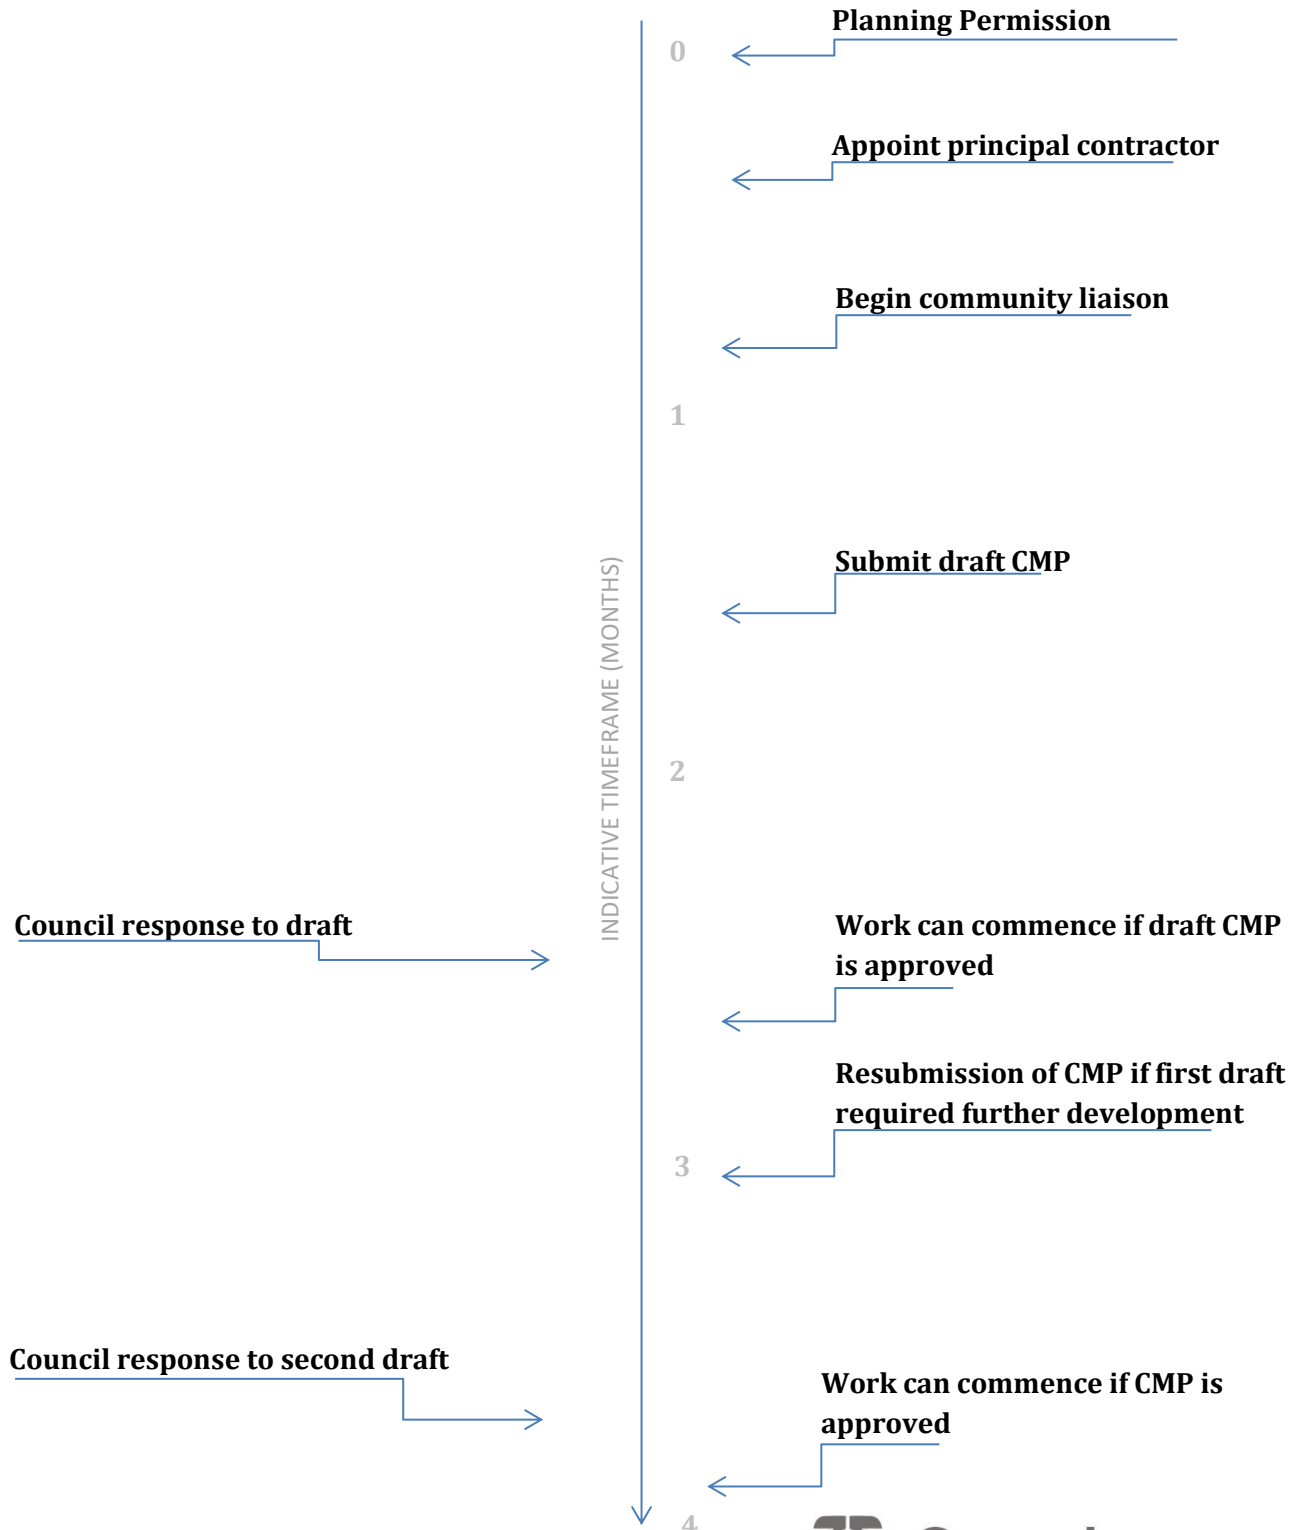 Planning Permission
0
Appoint principal contractor
Begin community liaison
1
Submit draft CMP
INDICATIVE TIMEFRAME (MONTHS)
2
Council response to draft
Work can commence if draft CMP
is approved
Resubmission of CMP if first draft
required further development
3
Council response to second draft
Work can commence if CMP is
approved
4